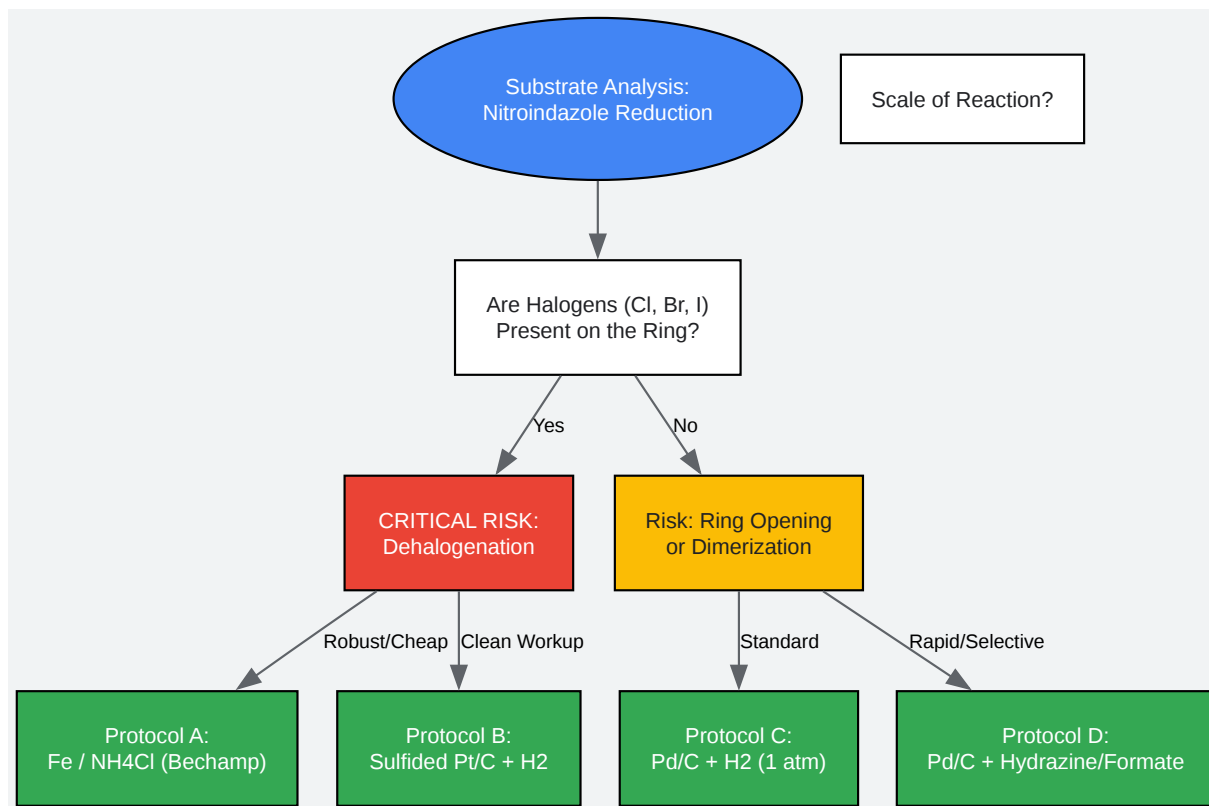 Substrate Analysis:
Nitroindazole Reduction
Scale of Reaction?
Are Halogens (Cl, Br, I)
Present on the Ring?
Yes
No
CRITICAL RISK:
Dehalogenation
Risk: Ring Opening
or Dimerization
Robust/Cheap
Clean Workup
Standard
Rapid/Selective
Protocol A:
Fe / NH4Cl (Bechamp)
Protocol B:
Sulfided Pt/C + H2
Protocol C:
Pd/C + H2 (1 atm)
Protocol D:
Pd/C + Hydrazine/Formate